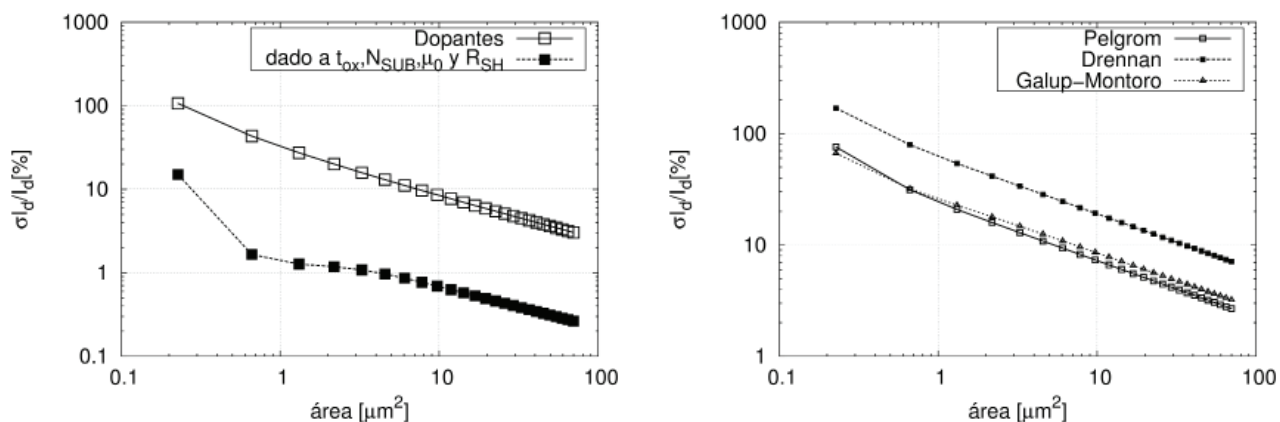 1000
100
10
1
0.1
σI_d/I_d[%]
Dopantes
dado a t_ox,N_SUB,μ_0 y R_SH
0.1 1 10 100
área [μm²]
1000
100
10
1
σI_d/I_d[%]
Pelgrom
Drennan
Galup-Montoro
0.1 1 10 100
área [μm²]